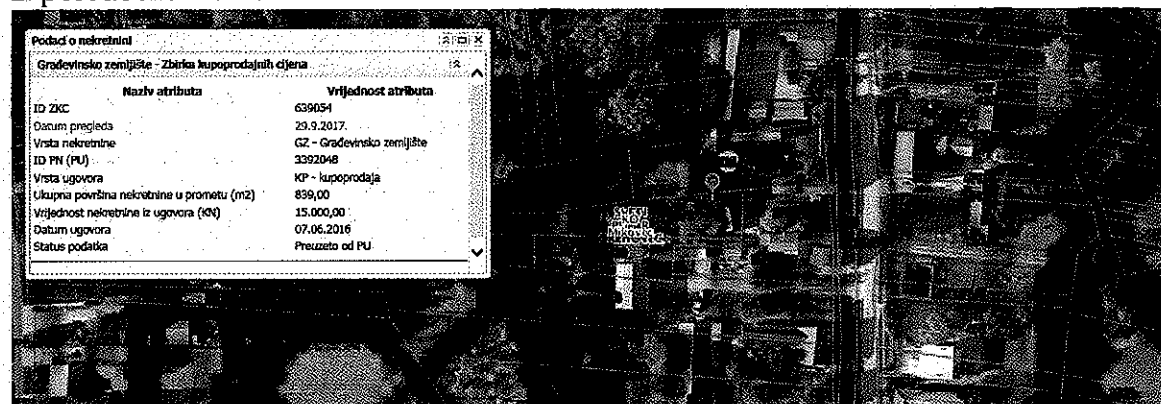 Podaci o nekretnini
Građevinsko zemljište - Zbirka kupoprodajnih cijena
Naziv atributa Vrijednost atributa
ID ZKC 639054
Datum pregleda 29.9.2017.
Vrsta nekretnine GZ - Građevinsko zemljište
ID PN (PU) 3392048
Vrsta ugovora KP - kupoprodaja
Ukupna površina nekretnine u prometu (m2) 839,00
Vrijednost nekretnine iz ugovora (KN) 15.000,00
Datum ugovora 07.06.2016
Status podatka Preuzeto od PU